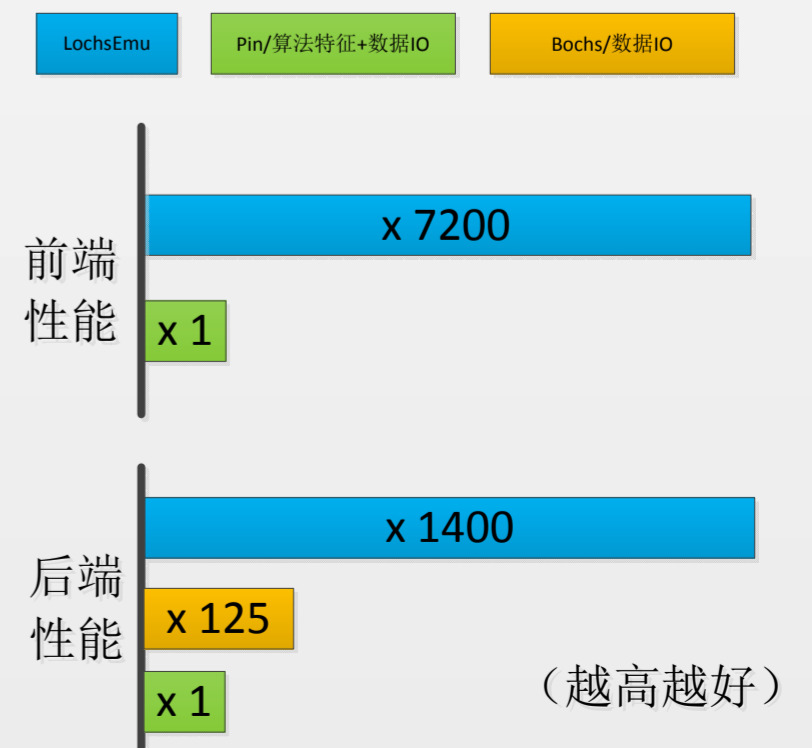 LochsEmu
Pin/算法特征+数据IO
Bochs/数据IO
前端
性能
x 7200
x 1
后端
性能
x 1400
x 125
x 1
（越高越好）